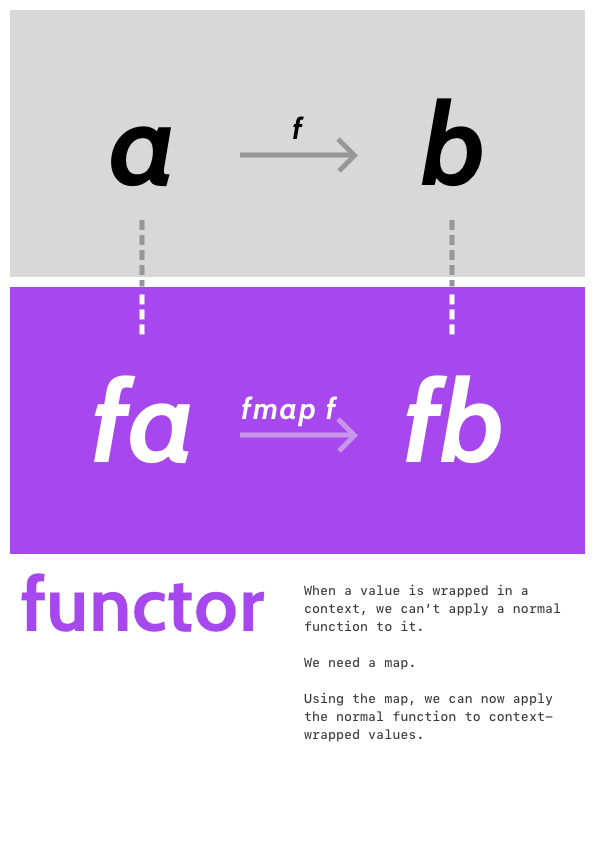 a f b
fa fmap f fb
functor
When a value is wrapped in a
context, we can’t apply a normal
function to it.
We need a map.
Using the map, we can now apply
the normal function to context–
wrapped values.